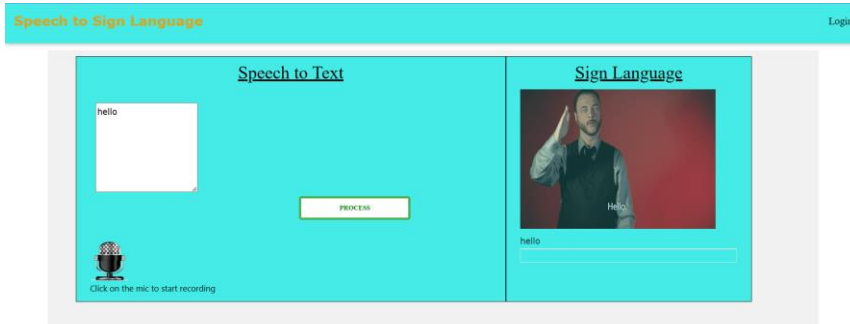 Speech to Sign Language
Login
Speech to Text
hello
PROCESS
Click on the mic to start recording
Sign Language
Hello.
hello